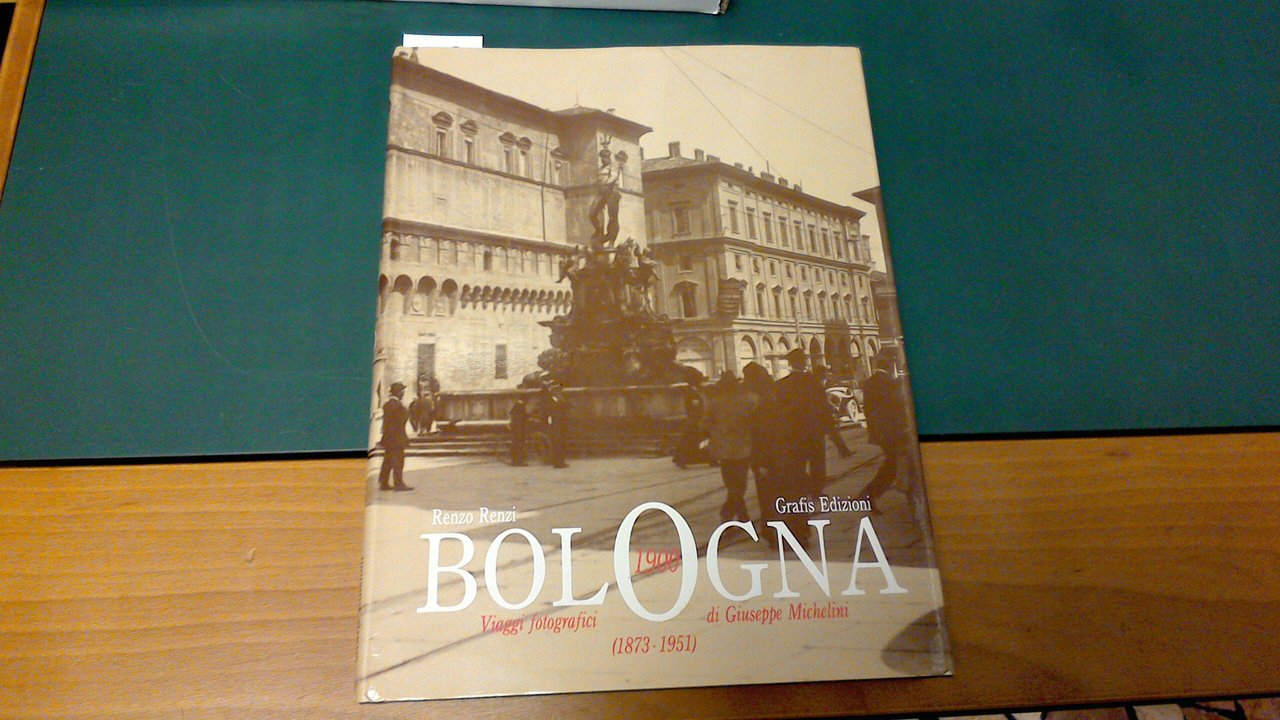 Renzo Renzi
Grafis Edizioni
BOLOGNA
1900
Viaggi fotografici
di Giuseppe Michelini
(1873-1951)